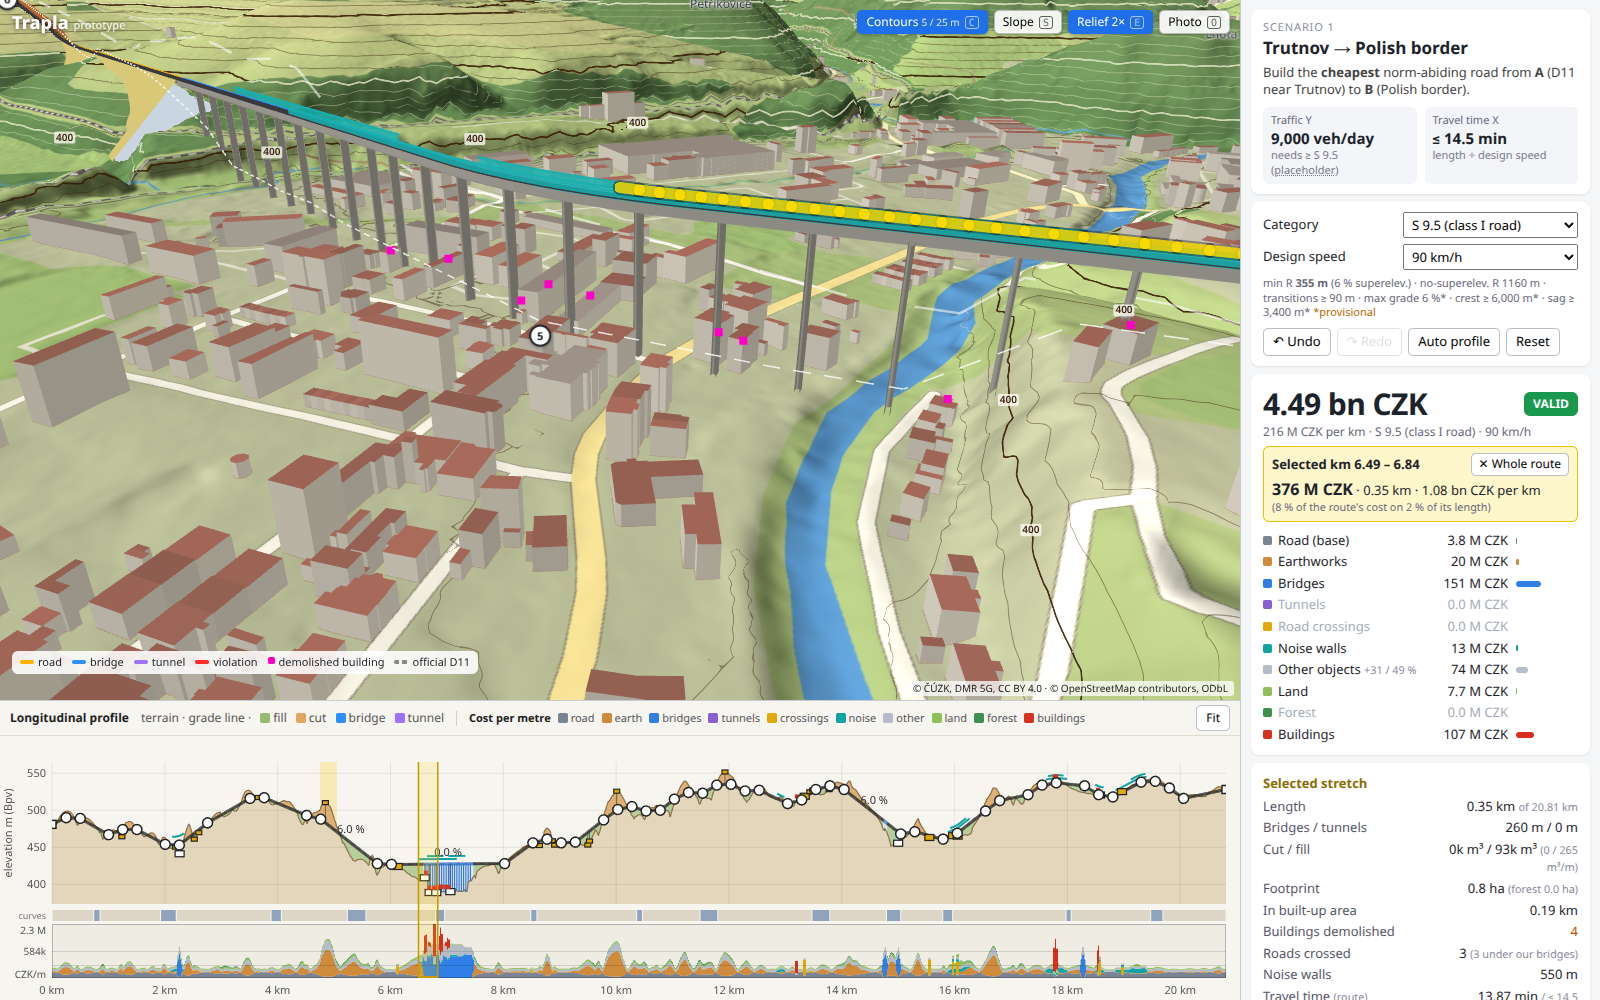 Petříkovice
Trapla prototype
Contours 5 / 25 m C
Slope S
Relief 2× E
Photo O
400
400
400
400
5
400
400
400
road
bridge
tunnel
violation
demolished building
official D11
© ČÚZK, DMR 5G, CC BY 4.0 · © OpenStreetMap contributors, ODbL
Longitudinal profile
terrain · grade line ·
fill
cut
bridge
tunnel
Cost per metre
road
earth
bridges
tunnels
crossings
noise
other
land
forest
buildings
Fit
elevation m (Bpv)
550
500
450
400
6.0 %
0.0 %
6.0 %
curves
2.3 M
584k
CZK/m
0 km
2 km
4 km
6 km
8 km
10 km
12 km
14 km
16 km
18 km
20 km
SCENARIO 1
Trutnov → Polish border
Build the cheapest norm-abiding road from A (D11
near Trutnov) to B (Polish border).
Traffic Y
9,000 veh/day
needs ≥ S 9.5
(placeholder)
Travel time X
≤ 14.5 min
length ÷ design speed
Category
S 9.5 (class I road)
Design speed
90 km/h
min R 355 m (6 % superelev.) · no-superelev. R 1160 m ·
transitions ≥ 90 m · max grade 6 %* · crest ≥ 6,000 m* · sag ≥
3,400 m* *provisional
↶ Undo
↷ Redo
Auto profile
Reset
4.49 bn CZK
VALID
216 M CZK per km · S 9.5 (class I road) · 90 km/h
Selected km 6.49 – 6.84
✕ Whole route
376 M CZK · 0.35 km · 1.08 bn CZK per km
(8 % of the route's cost on 2 % of its length)
Road (base) 3.8 M CZK
Earthworks 20 M CZK
Bridges 151 M CZK
Tunnels 0.0 M CZK
Road crossings 0.0 M CZK
Noise walls 13 M CZK
Other objects +31 / 49 % 74 M CZK
Land 7.7 M CZK
Forest 0.0 M CZK
Buildings 107 M CZK
Selected stretch
Length 0.35 km of 20.81 km
Bridges / tunnels 260 m / 0 m
Cut / fill 0k m³ / 93k m³ (0 / 265
m³/m)
Footprint 0.8 ha (forest 0.0 ha)
In built-up area 0.19 km
Buildings demolished 4
Roads crossed 3 (3 under our bridges)
Noise walls 550 m
Travel time (route) 13.87 min / ≤ 14.5